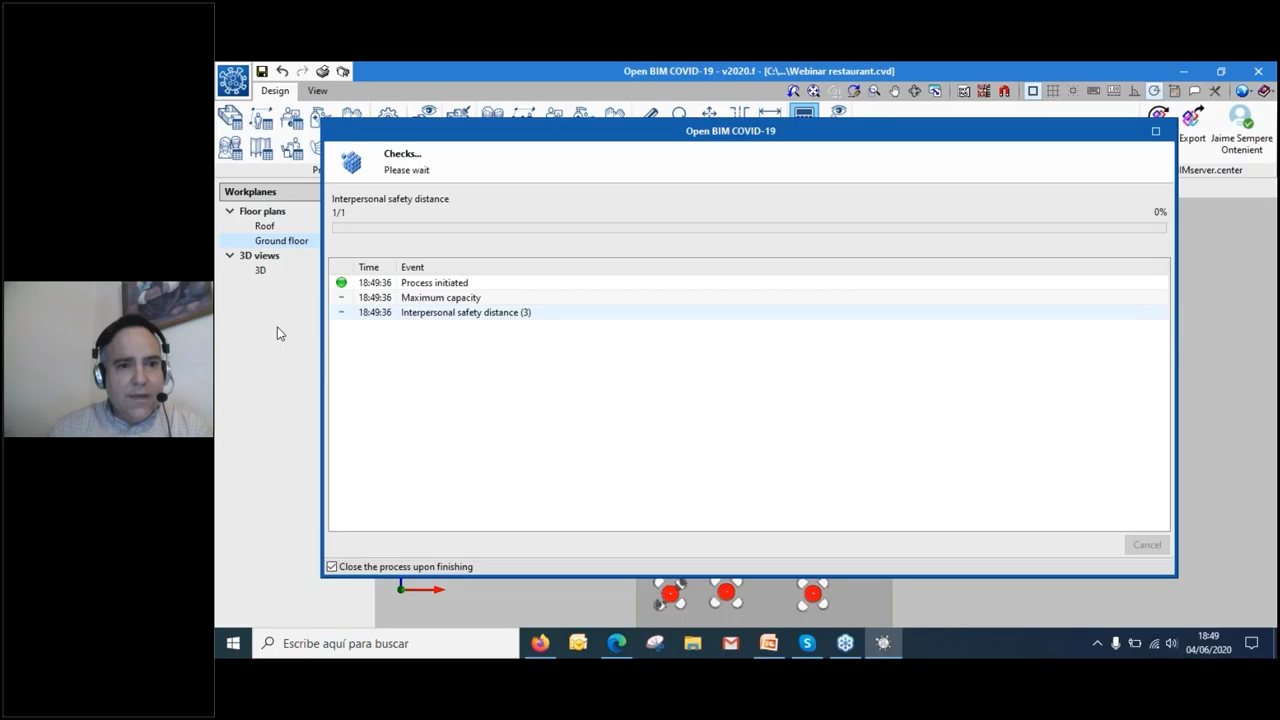 Open BIM COVID-19 - v2020.f - [C:\...\Webinar restaurant.cvd]
Design
View
Open BIM COVID-19
Checks...
Please wait
Export
Jaime Sempere
Ontenient
IMserver.center
Workplanes
Floor plans
Roof
Ground floor
3D views
3D
Interpersonal safety distance
1/1
0%
Time
Event
18:49:36
Process initiated
18:49:36
Maximum capacity
18:49:36
Interpersonal safety distance (3)
Cancel
Close the process upon finishing
Escribe aquí para buscar
18:49
04/06/2020